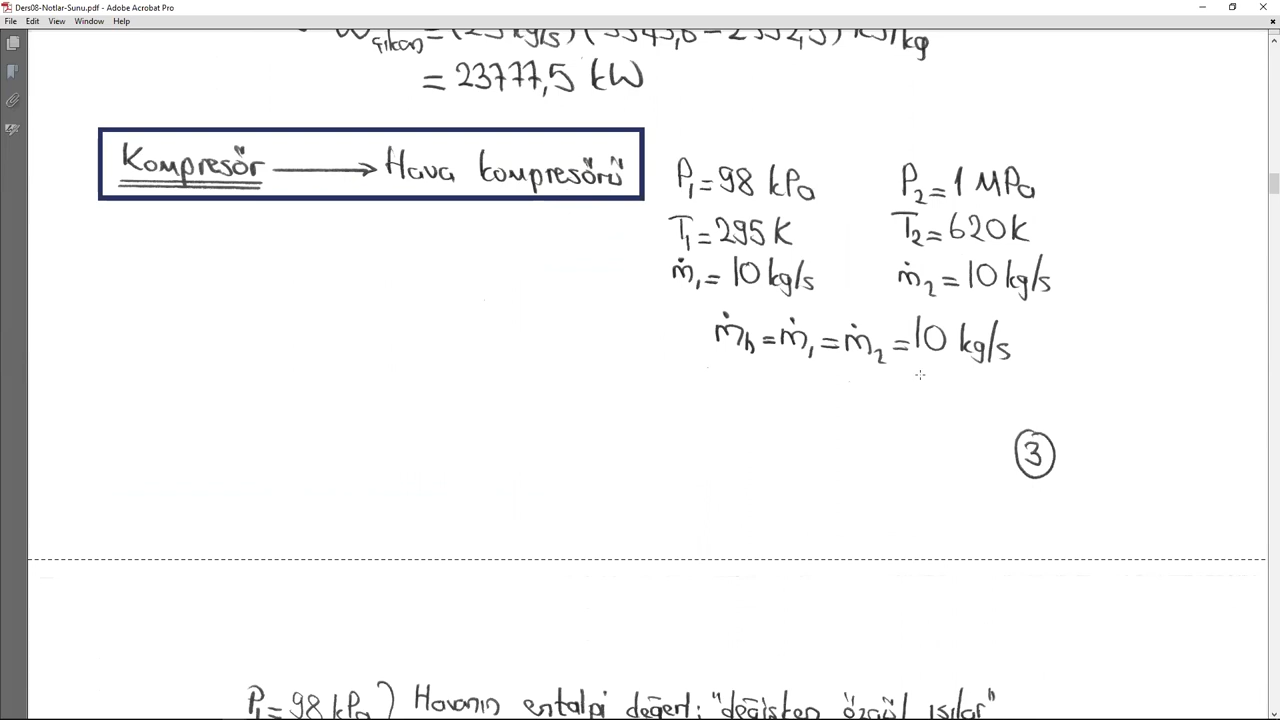 Ders08-Notlar-Sunu.pdf - Adobe Acrobat Pro
File Edit View Window Help
= 23777,5 kW
Kompresör → Hava kompresörü
P₁ = 98 kPa P₂ = 1 MPa
T₁ = 295 K T₂ = 620 K
ṁ₁ = 10 kg/s ṁ₂ = 10 kg/s
ṁh = ṁ₁ = ṁ₂ = 10 kg/s
3
P₁ = 98 kPa) Havanın entalpi değeri; "değişken özgül ısılar"